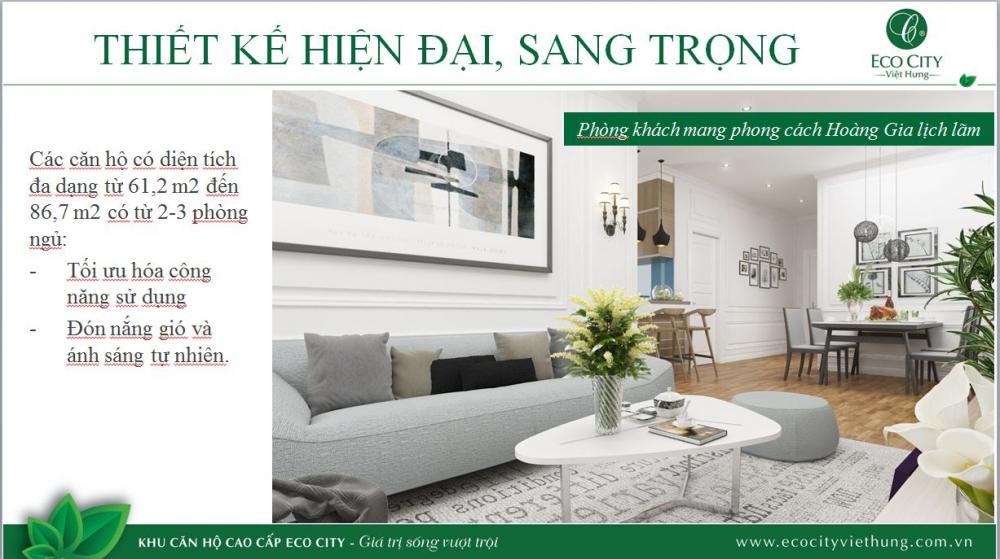 THIẾT KẾ HIỆN ĐẠI, SANG TRỌNG
ECO CITY
Việt Hưng
Phòng khách mang phong cách Hoàng Gia lịch lãm
Các căn hộ có diện tích
đa dạng từ 61,2 m2 đến
86,7 m2 có từ 2-3 phòng
ngủ:
- Tối ưu hóa công
năng sử dụng
- Đón nắng gió và
ánh sáng tự nhiên.
KHU CĂN HỘ CAO CẤP ECO CITY - Giá trị sống vượt trội
www.ecocityviethung.com.vn